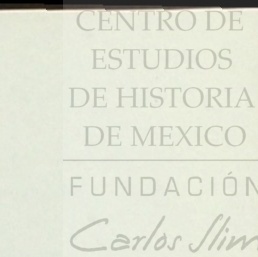 CENTRO DE
ESTUDIOS
DE HISTORIA
DE MEXICO
FUNDACIÓN
Carlos Slim